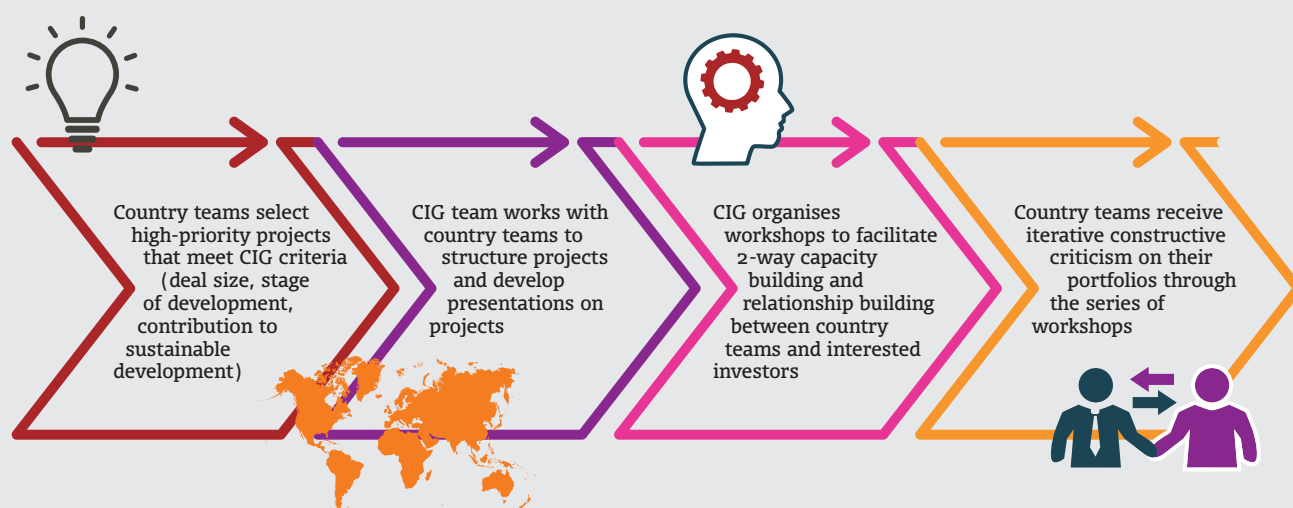 Country teams select
high-priority projects
that meet CIG criteria
(deal size, stage
of development,
contribution to
sustainable
development)
CIG team works with
country teams to
structure projects
and develop
presentations on
projects
CIG organises
workshops to facilitate
2-way capacity
building and
relationship building
between country
teams and interested
investors
Country teams receive
iterative constructive
criticism on their
portfolios through
the series of
workshops